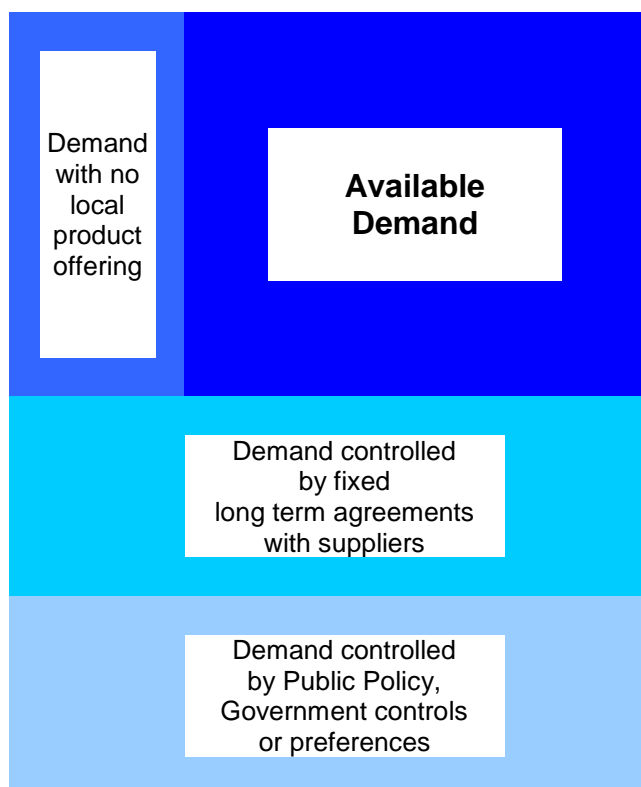 Demand
with no
local
product
offering
Available
Demand
Demand controlled
by fixed
long term agreements
with suppliers
Demand controlled
by Public Policy,
Government controls
or preferences